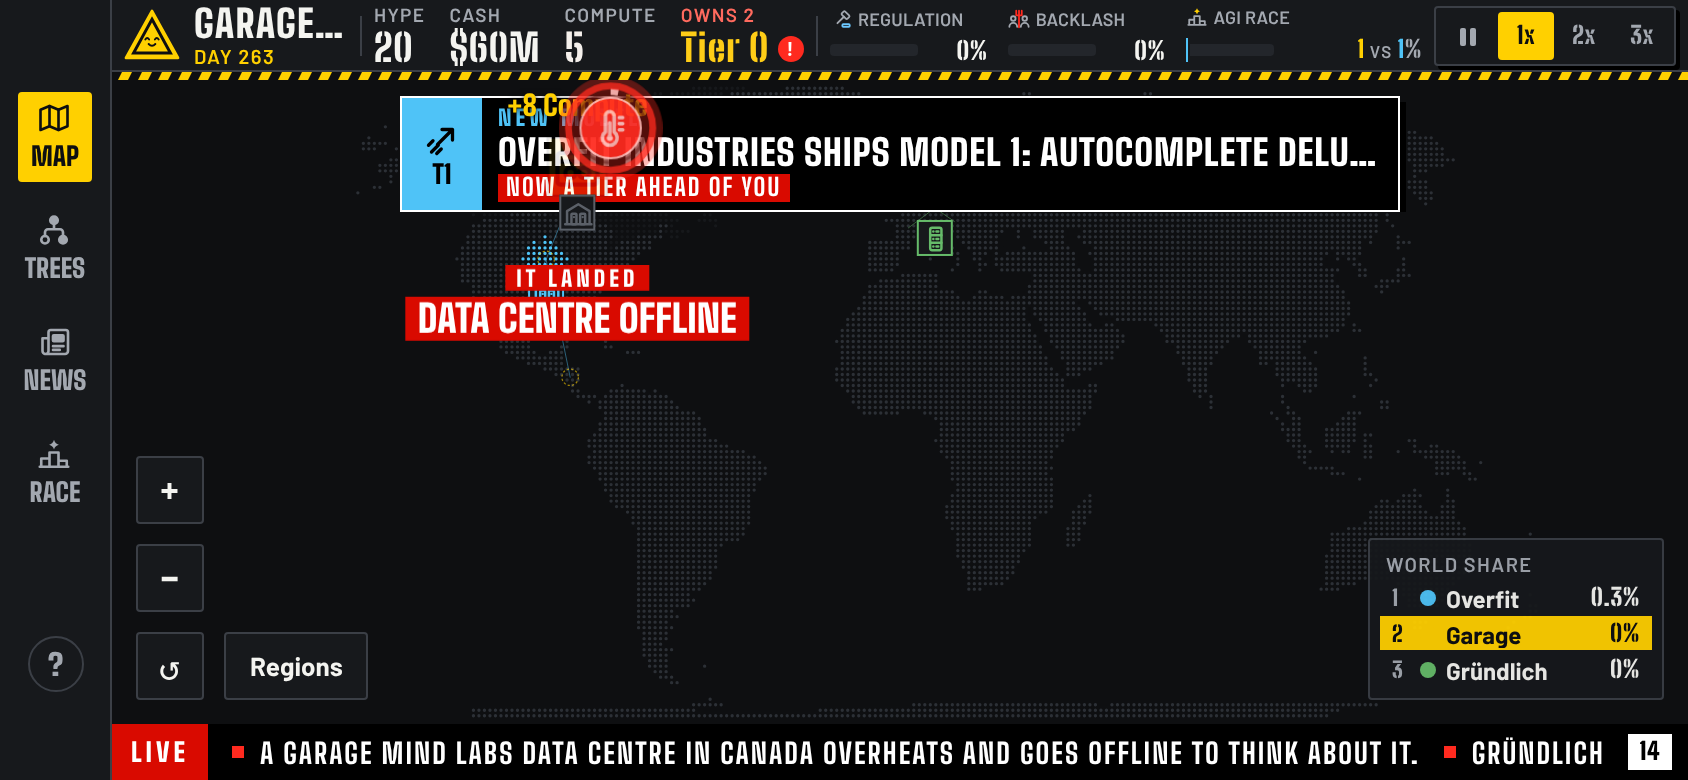 GARAGE...
DAY 263
HYPE
20
CASH
$60M
COMPUTE
5
OWNS 2
Tier 0
!
REGULATION
0%
BACKLASH
0%
AGI RACE
1 vs 1%
1x
2x
3x
MAP
TREES
NEWS
RACE
?
+8 Compute
NEW
T1
OVERFIT INDUSTRIES SHIPS MODEL 1: AUTOCOMPLETE DELU...
NOW A TIER AHEAD OF YOU
IT LANDED
DATA CENTRE OFFLINE
+
−
↺
Regions
WORLD SHARE
1 Overfit 0.3%
2 Garage 0%
3 Gründlich 0%
LIVE
A GARAGE MIND LABS DATA CENTRE IN CANADA OVERHEATS AND GOES OFFLINE TO THINK ABOUT IT.
GRÜNDLICH
14